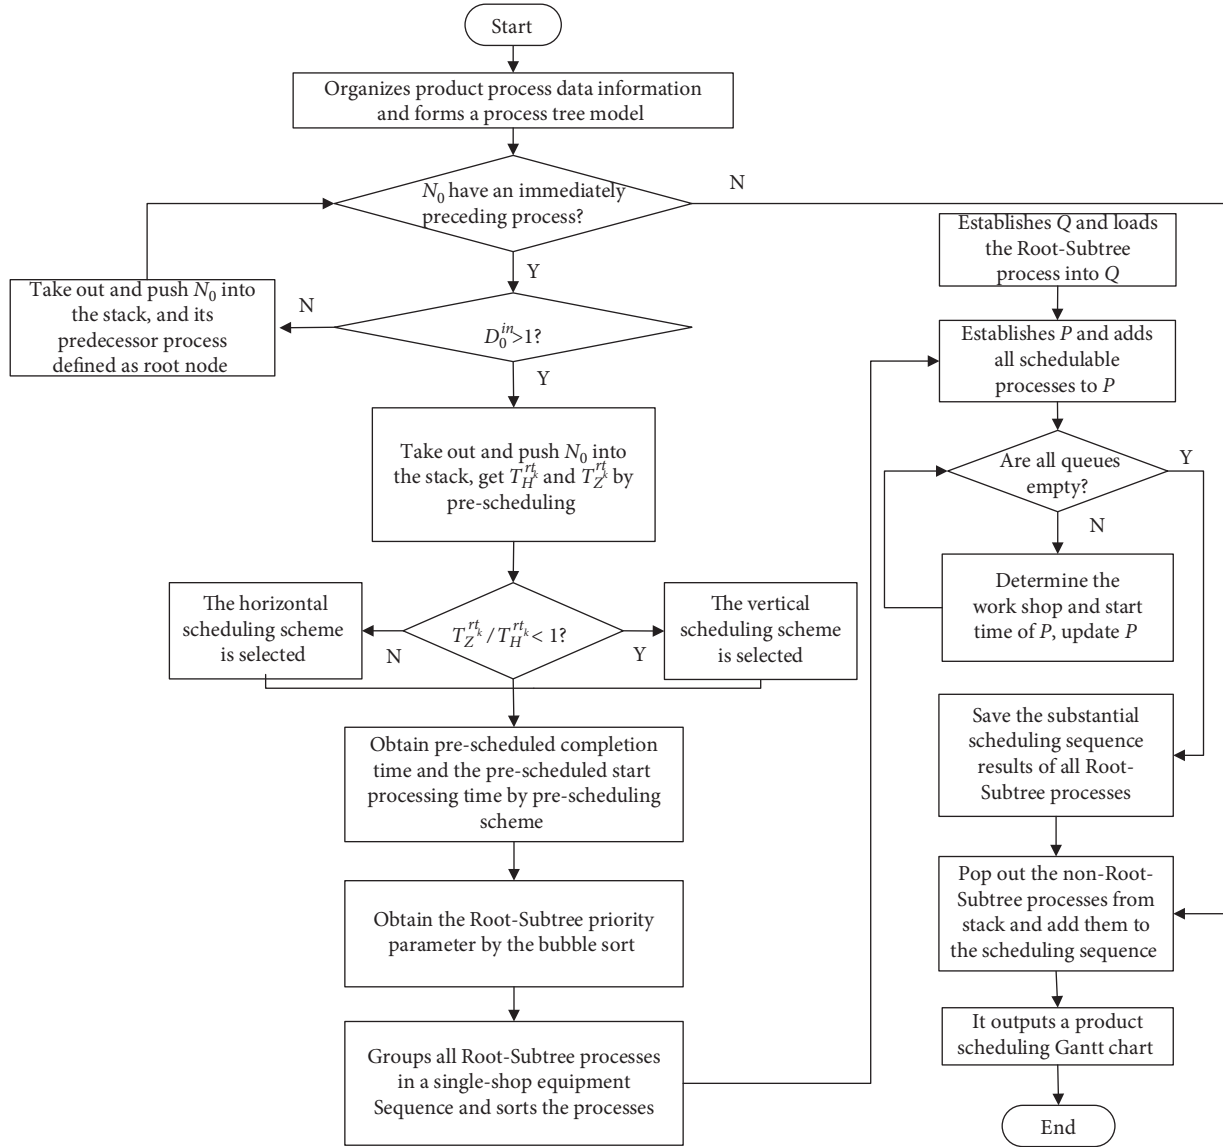 Start
Organizes product process data information
and forms a process tree model
N₀ have an immediately
preceding process?
N
Y
Take out and push N₀ into
the stack, and its
predecessor process
defined as root node
N
D₀ⁱⁿ>1?
Y
Take out and push N₀ into
the stack, get T_H^{rt_k} and T_Z^{rt_k} by
pre-scheduling
The horizontal
scheduling scheme
is selected
N
T_Z^{rt_k}/T_H^{rt_k}< 1?
Y
The vertical
scheduling scheme
is selected
Obtain pre-scheduled completion
time and the pre-scheduled start
processing time by pre-scheduling
scheme
Obtain the Root-Subtree priority
parameter by the bubble sort
Groups all Root-Subtree processes
in a single-shop equipment
Sequence and sorts the processes
Establishes Q and loads
the Root-Subtree
process into Q
Establishes P and adds
all schedulable
processes to P
Are all queues
empty?
Y
N
Determine the
work shop and start
time of P, update P
Save the substantial
scheduling sequence
results of all Root-
Subtree processes
Pop out the non-Root-
Subtree processes from
stack and add them to
the scheduling sequence
It outputs a product
scheduling Gantt chart
End